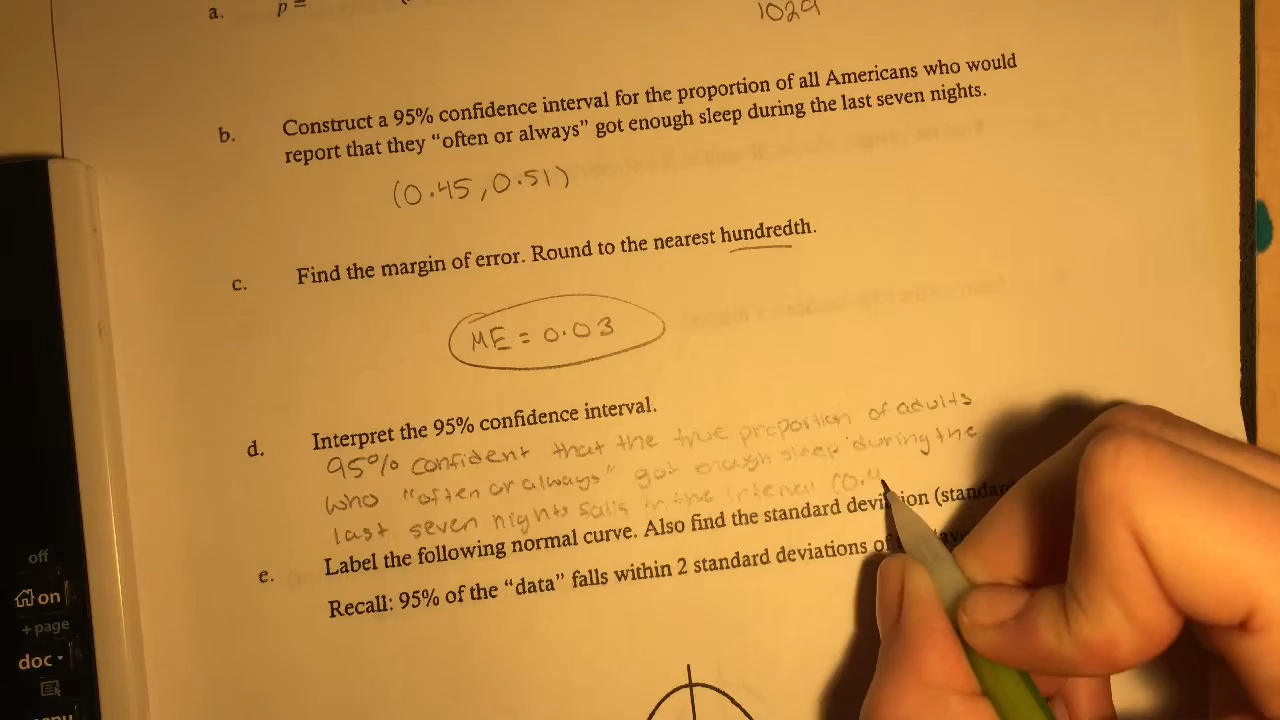 a. p =
1029
b. Construct a 95% confidence interval for the proportion of all Americans who would
report that they “often or always” got enough sleep during the last seven nights.
(0.45, 0.51)
c. Find the margin of error. Round to the nearest hundredth.
ME = 0.03
d. Interpret the 95% confidence interval.
95% confident that the true proportion of adults
who "often or always" got enough sleep during the
last seven nights falls in the interval (0.4
e. Label the following normal curve. Also find the standard deviation (standard
Recall: 95% of the “data” falls within 2 standard deviations of
off
on
+ page
doc
menu